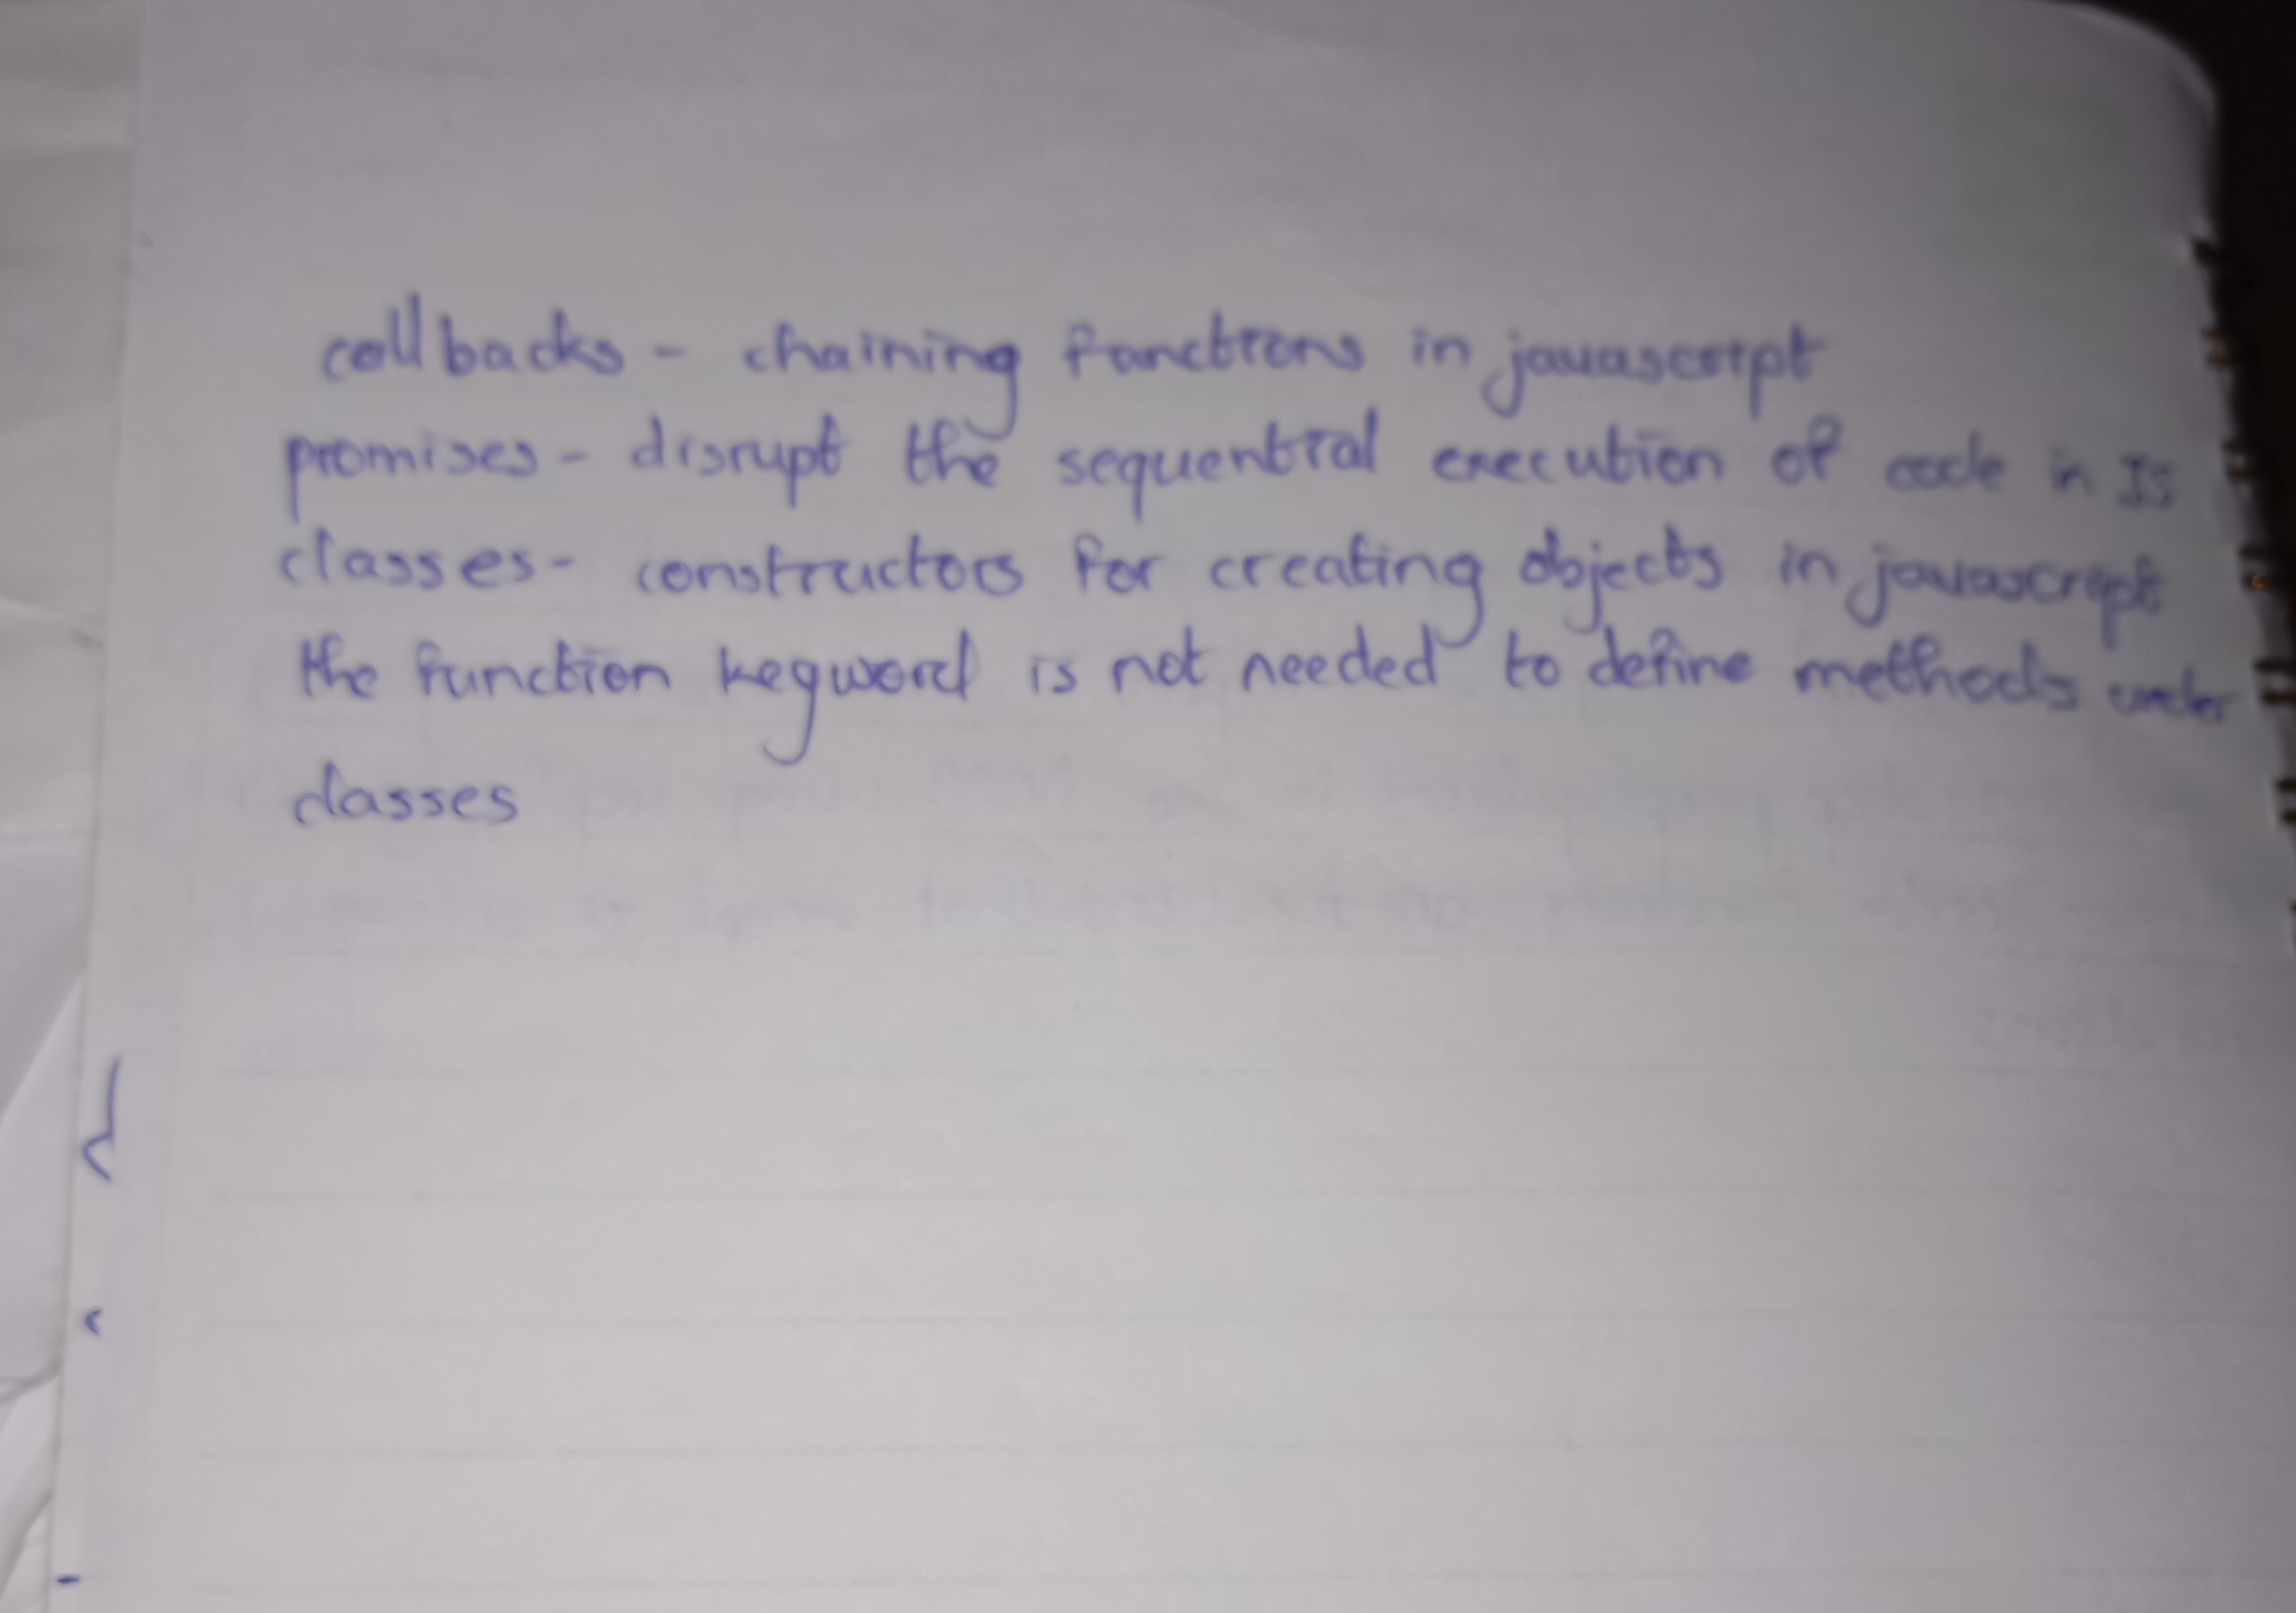 callbacks - chaining functions in javascript
promises - disrupt the sequential execution of code in JS
classes - constructors for creating objects in javascript
the function keyword is not needed to define methods under
classes